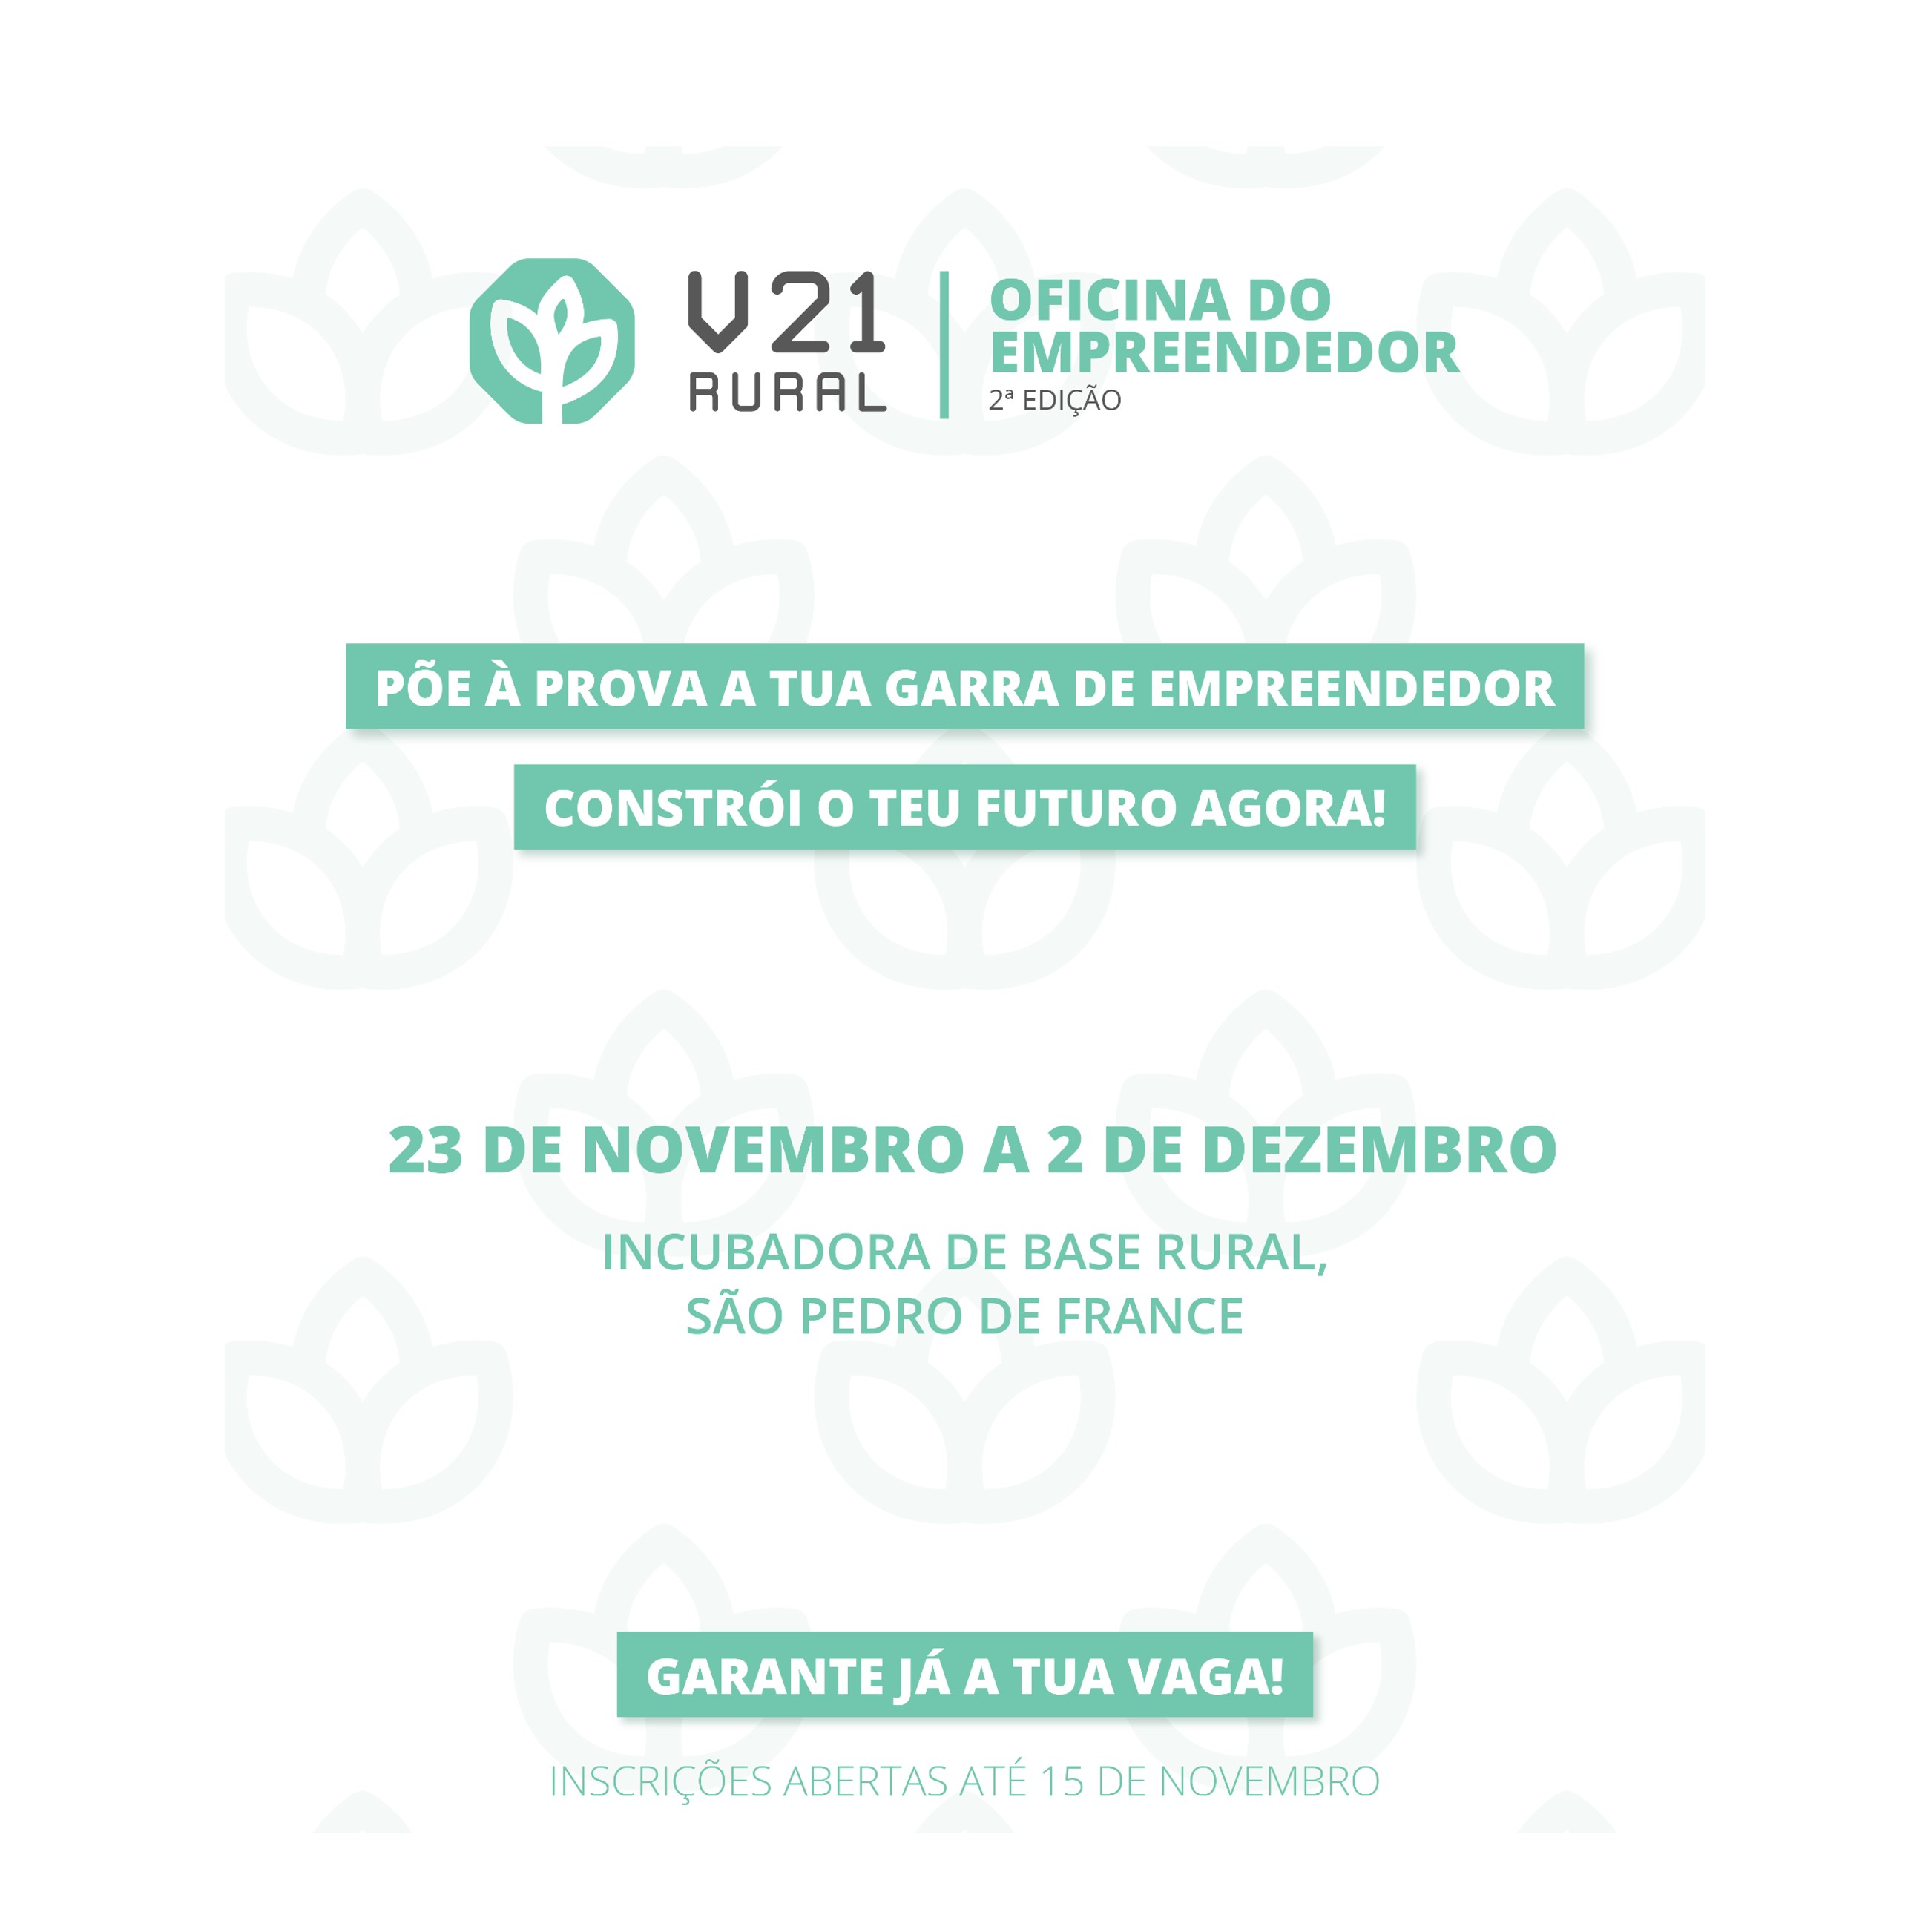 V21
RURAL
OFICINA DO
EMPREENDEDOR
2ª EDIÇÃO
PÕE À PROVA A TUA GARRA DE EMPREENDEDOR
CONSTRÓI O TEU FUTURO AGORA!
23 DE NOVEMBRO A 2 DE DEZEMBRO
INCUBADORA DE BASE RURAL,
SÃO PEDRO DE FRANCE
GARANTE JÁ A TUA VAGA!
INSCRIÇÕES ABERTAS ATÉ 15 DE NOVEMBRO